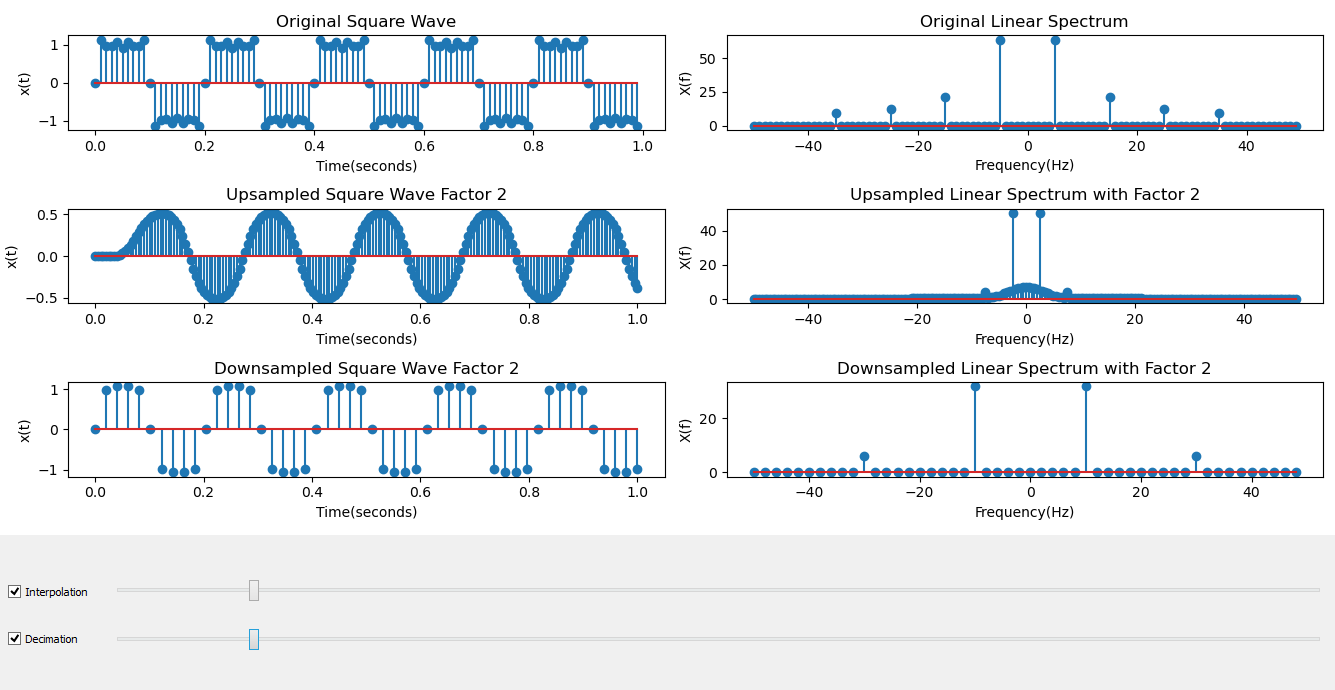 Original Square Wave
x(t)
1
0
−1
0.0 0.2 0.4 0.6 0.8 1.0
Time(seconds)
Original Linear Spectrum
X(f)
50
25
0
−40 −20 0 20 40
Frequency(Hz)
Upsampled Square Wave Factor 2
x(t)
0.5
0.0
−0.5
0.0 0.2 0.4 0.6 0.8 1.0
Time(seconds)
Upsampled Linear Spectrum with Factor 2
X(f)
40
20
0
−40 −20 0 20 40
Frequency(Hz)
Downsampled Square Wave Factor 2
x(t)
1
0
−1
0.0 0.2 0.4 0.6 0.8 1.0
Time(seconds)
Downsampled Linear Spectrum with Factor 2
X(f)
20
0
−40 −20 0 20 40
Frequency(Hz)
Interpolation
Decimation